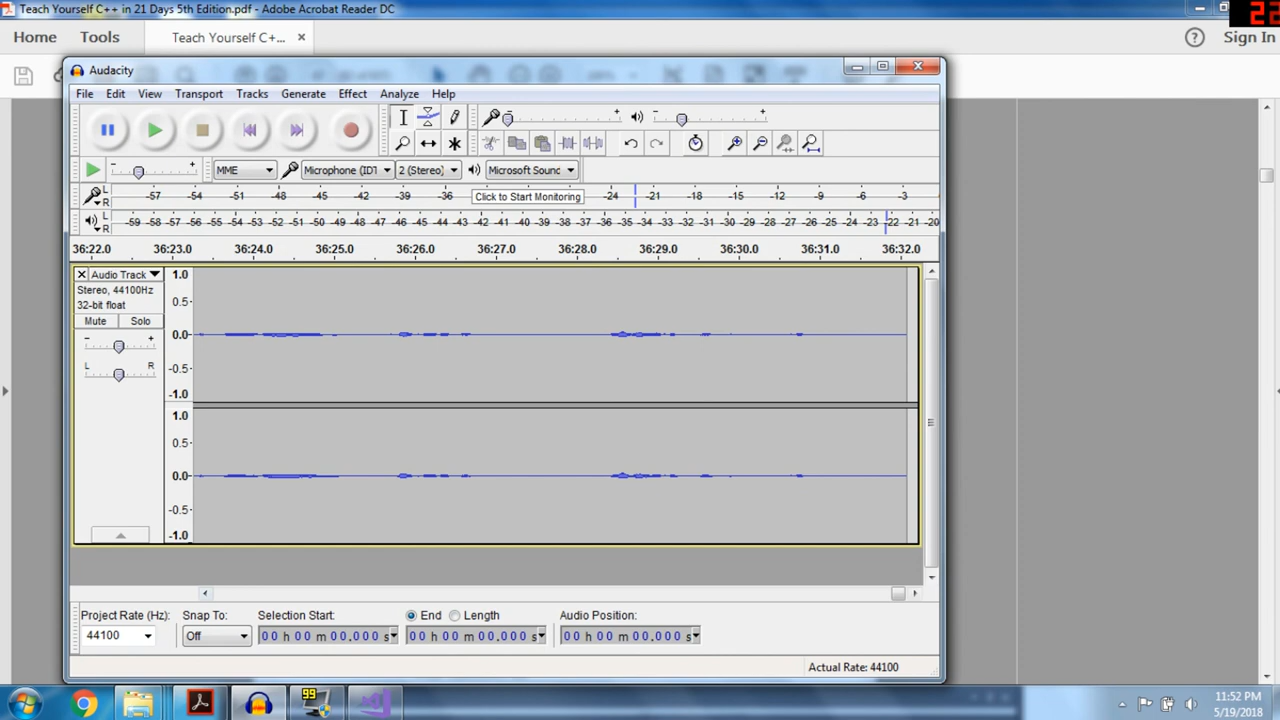 Teach Yourself C++ in 21 Days 5th Edition.pdf - Adobe Acrobat Reader DC
22
Home Tools Teach Yourself C+... × ? Sign In
Audacity
File Edit View Transport Tracks Generate Effect Analyze Help
MME Microphone (IDT 2 (Stereo) Microsoft Sound
L R -57 -54 -51 -48 -45 -42 -39 -36 Click to Start Monitoring -24 -21 -18 -15 -12 -9 -6 -3
L R -59 -58 -57 -56 -55 -54 -53 -52 -51 -50 -49 -48 -47 -46 -45 -44 -43 -42 -41 -40 -39 -38 -37 -36 -35 -34 -33 -32 -31 -30 -29 -28 -27 -26 -25 -24 -23 -22 -21 -20
36:22.0 36:23.0 36:24.0 36:25.0 36:26.0 36:27.0 36:28.0 36:29.0 36:30.0 36:31.0 36:32.0
Audio Track 1.0
Stereo, 44100Hz 0.5
32-bit float
Mute Solo 0.0
- +
L R -0.5
-1.0
1.0
0.5
0.0
-0.5
-1.0
Project Rate (Hz): Snap To: Selection Start: End Length Audio Position:
44100 Off 00 h 00 m 00.000 s 00 h 00 m 00.000 s 00 h 00 m 00.000 s
Actual Rate: 44100
99
11:52 PM
5/19/2018